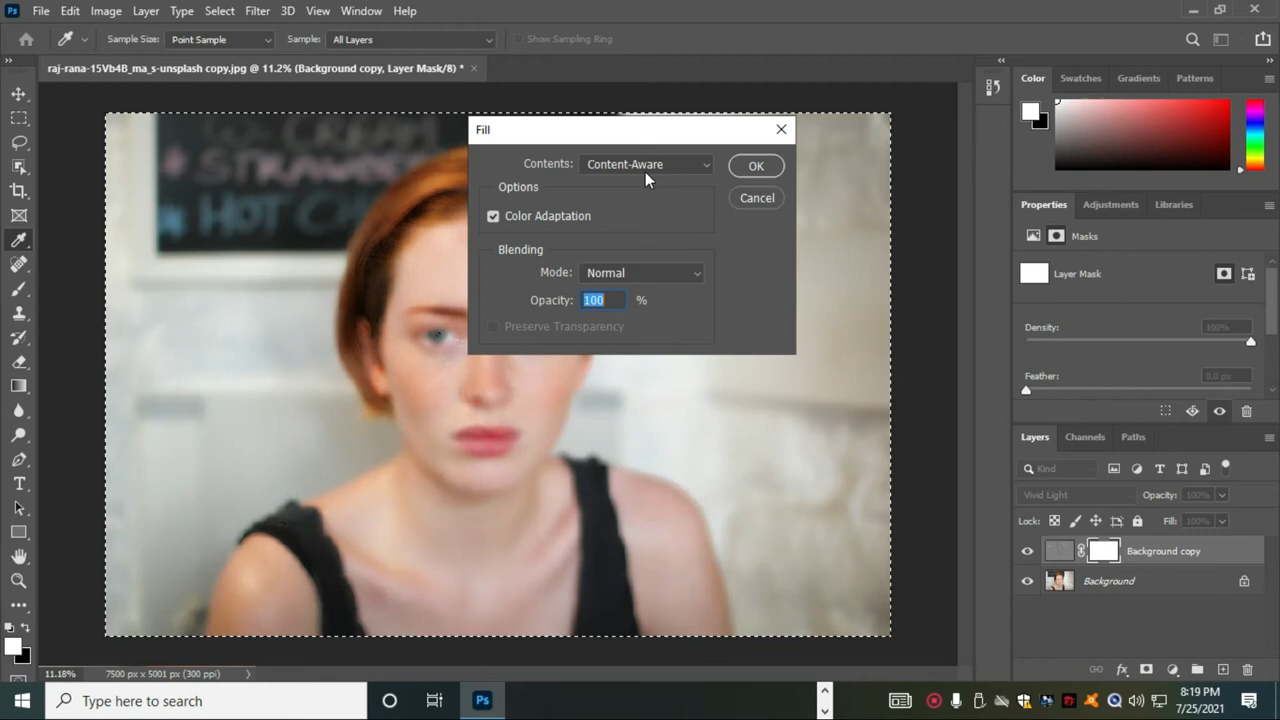 Ps File Edit Image Layer Type Select Filter 3D View Window Help
Sample Size: Point Sample Sample: All Layers Show Sampling Ring
raj-rana-15Vb4B_ma_s-unsplash copy.jpg @ 11.2% (Background copy, Layer Mask/8) *
Color Swatches Gradients Patterns
# STRAWB
HOT CH
Fill
Contents: Content-Aware
OK
Options
Cancel
Color Adaptation
Blending
Mode: Normal
Opacity: 100 %
Preserve Transparency
Properties Adjustments Libraries
Masks
Layer Mask
Density: 100%
Feather: 0.0 px
Layers Channels Paths
Kind
Vivid Light Opacity: 100%
Lock: Fill: 100%
Background copy
Background
11.18% 7500 px x 5001 px (300 ppi)
Type here to search
Ps
8:19 PM
7/25/2021